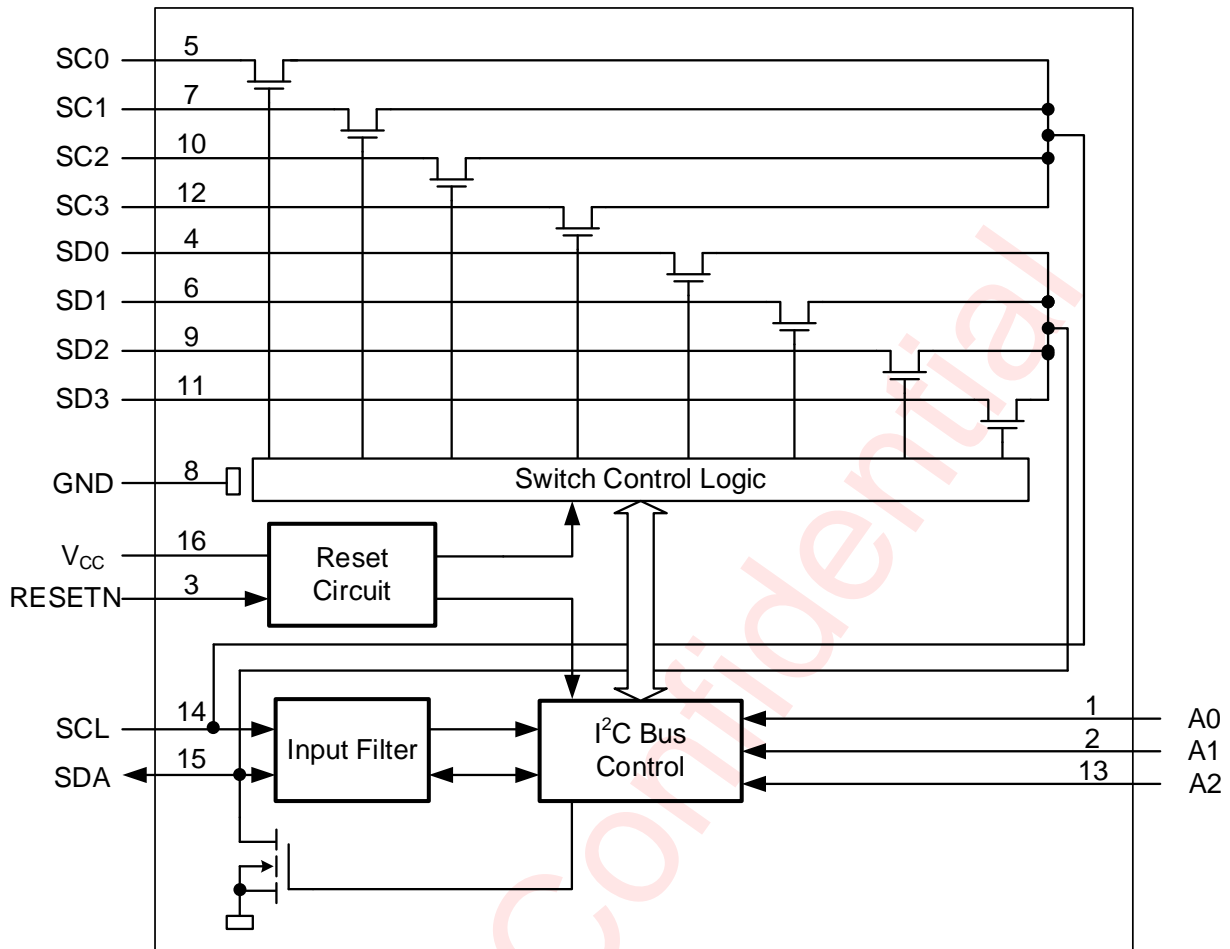 SC0 5
SC1 7
SC2 10
SC3 12
SD0 4
SD1 6
SD2 9
SD3 11
GND 8
Switch Control Logic
VCC 16
RESETN 3
Reset
Circuit
SCL 14
SDA 15
Input Filter
I²C Bus
Control
1 A0
2 A1
13 A2
Confidential